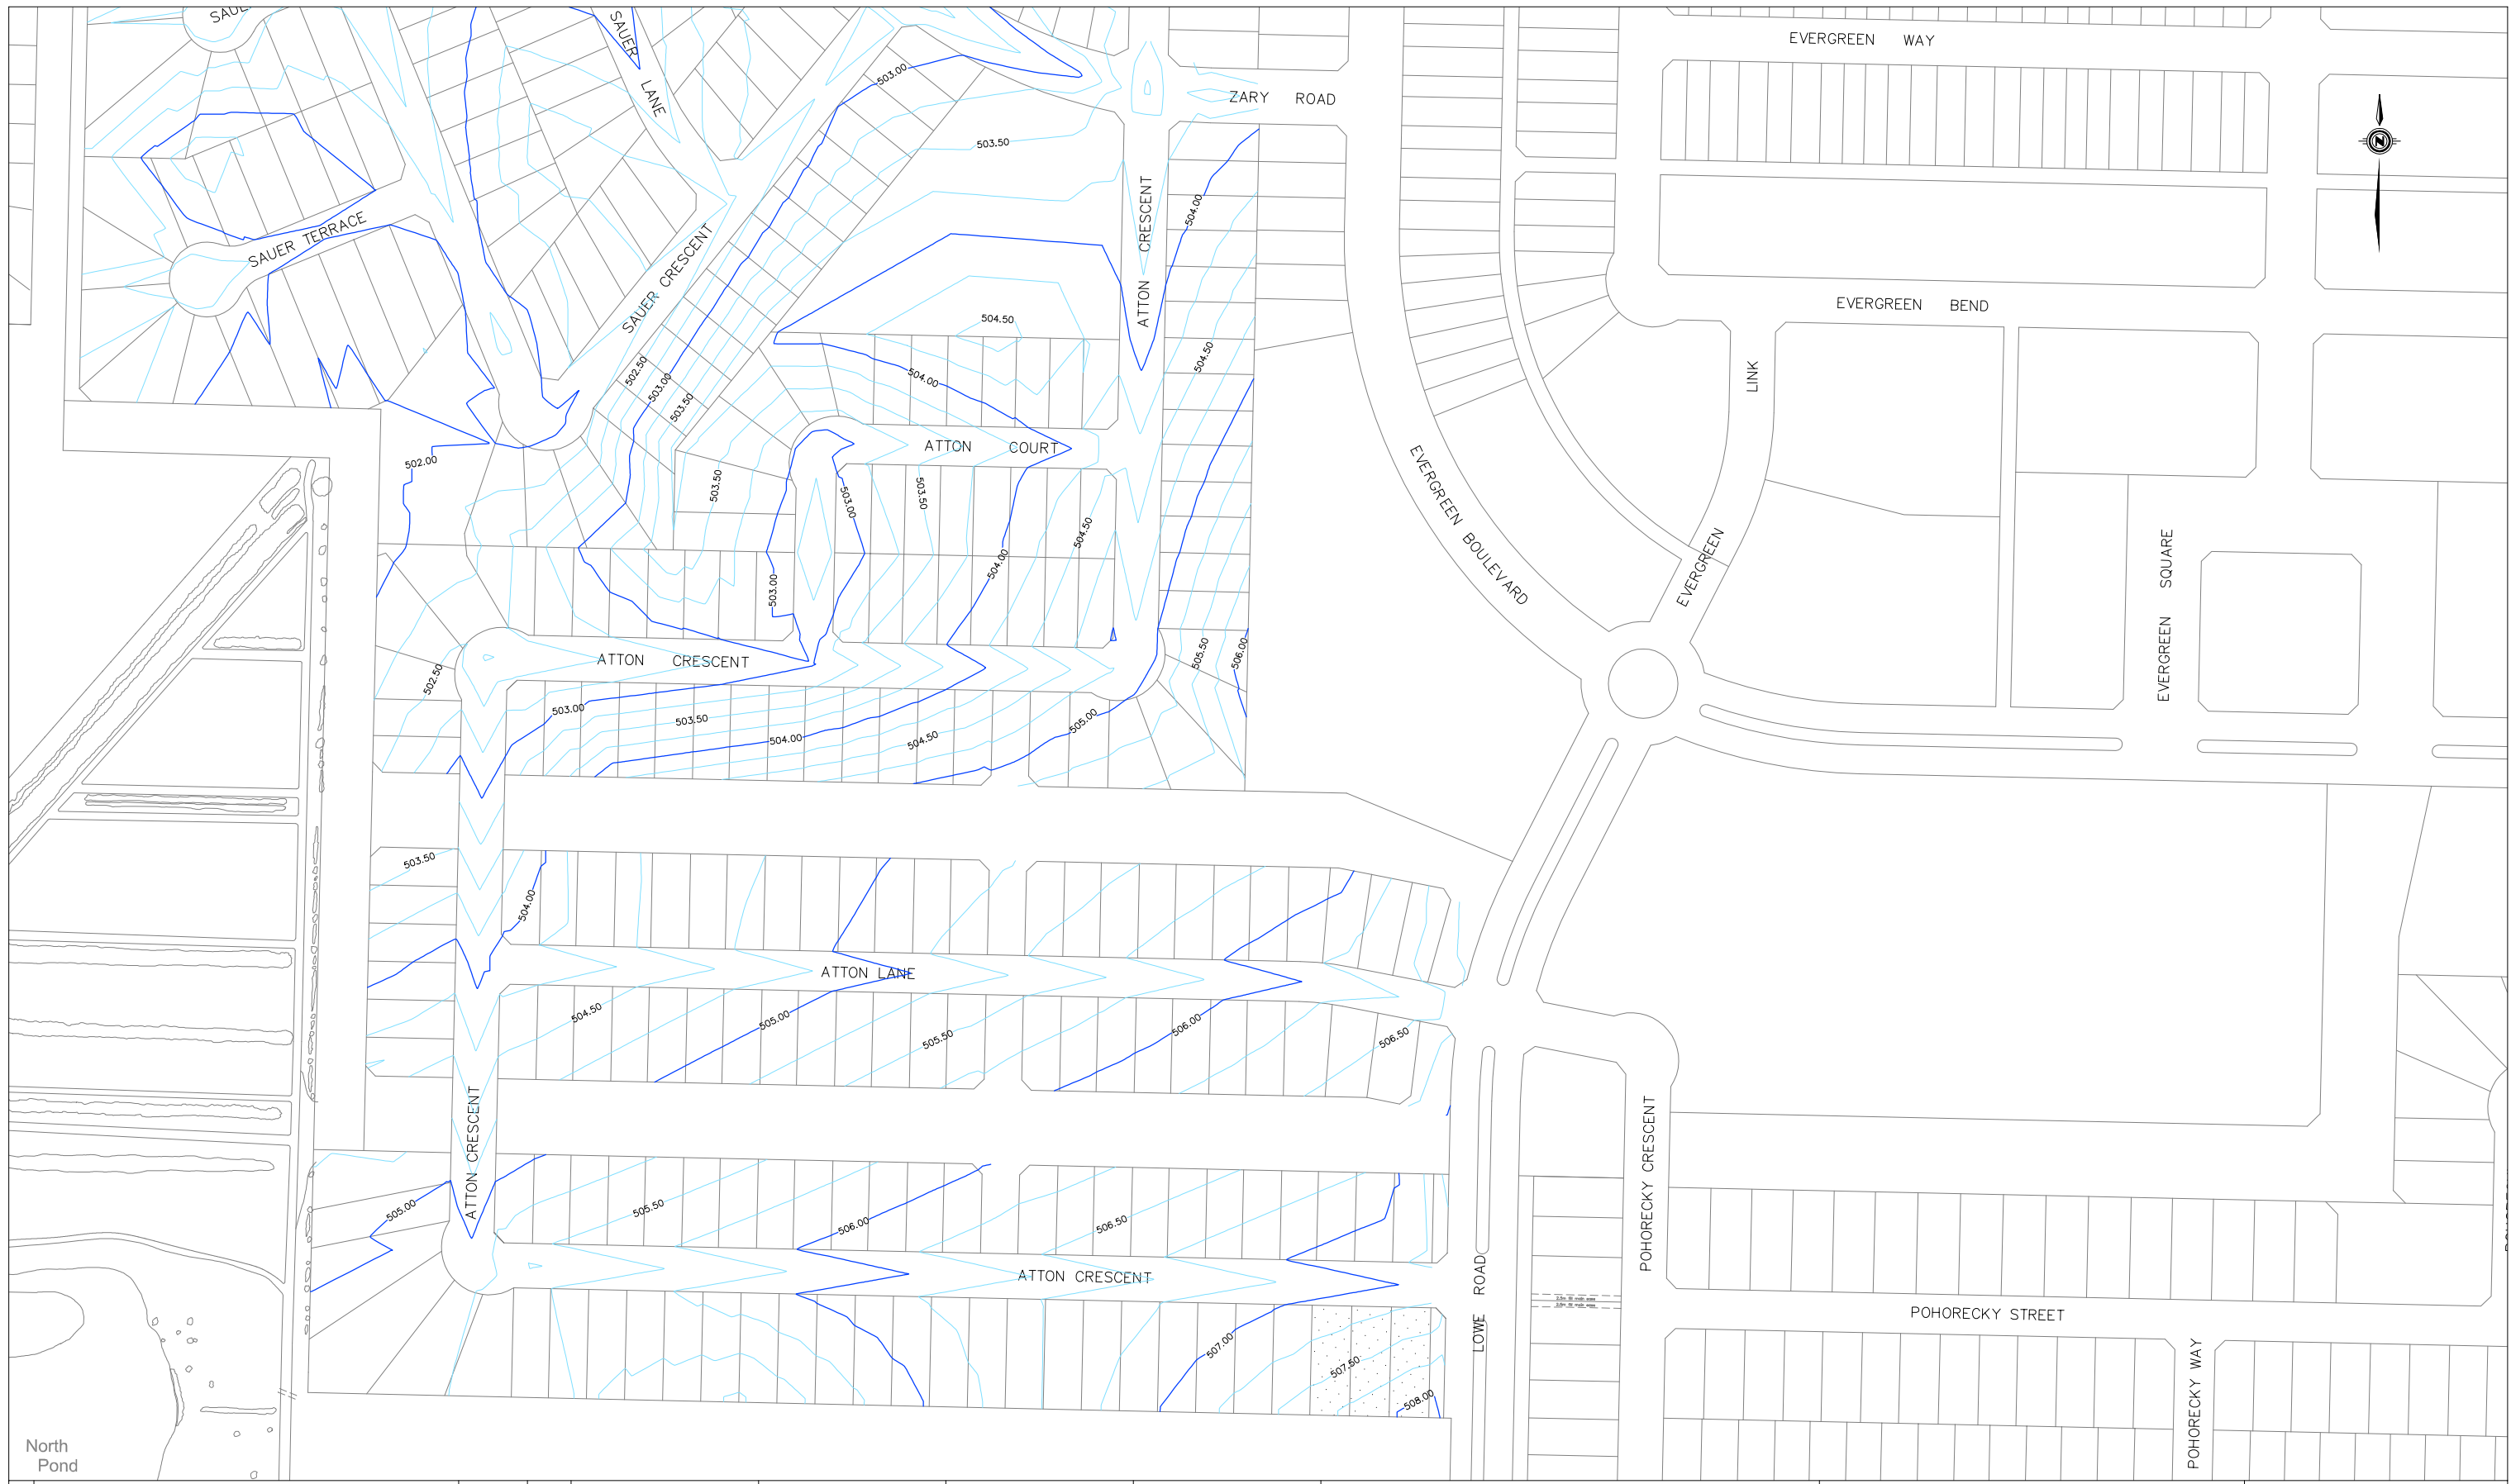 EVERGREEN WAY
SAUER
LANE
503.00
ZARY ROAD
503.50
N
ATTON CRESCENT
504.00
SAUER TERRACE
SAUER CRESCENT
EVERGREEN BEND
504.50
504.50
LINK
502.50
503.00
503.50
504.00
ATTON COURT
502.00
503.50
503.00
503.50
504.50
504.00
503.00
EVERGREEN BOULEVARD
EVERGREEN
EVERGREEN SQUARE
ATTON CRESCENT
502.50
505.50
506.00
503.00
503.50
504.00
504.50
505.00
503.50
504.00
ATTON LANE
504.50
505.00
505.50
506.00
506.50
ATTON CRESCENT
POHORECKY CRESCENT
505.00
505.50
506.00
506.50
ATTON CRESCENT
LOWE ROAD
POHORECKY STREET
507.00
507.50
508.00
POHORECKY WAY
North
Pond